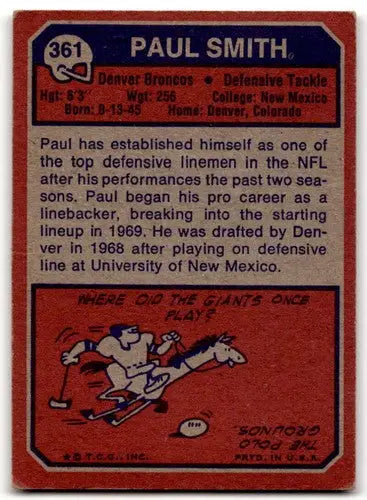 361
PAUL SMITH
Denver Broncos • Defensive Tackle
Hgt: 6'3" Wgt: 256 College: New Mexico
Born: 8-13-45 Home: Denver, Colorado
Paul has established himself as one of
the top defensive linemen in the NFL
after his performances the past two sea-
sons. Paul began his pro career as a
linebacker, breaking into the starting
lineup in 1969. He was drafted by Den-
ver in 1968 after playing on defensive
line at University of New Mexico.
WHERE DID THE GIANTS ONCE
PLAY?
THE POLO
GROUNDS.
★© T.C.G., INC. PRTD. IN U.S.A.